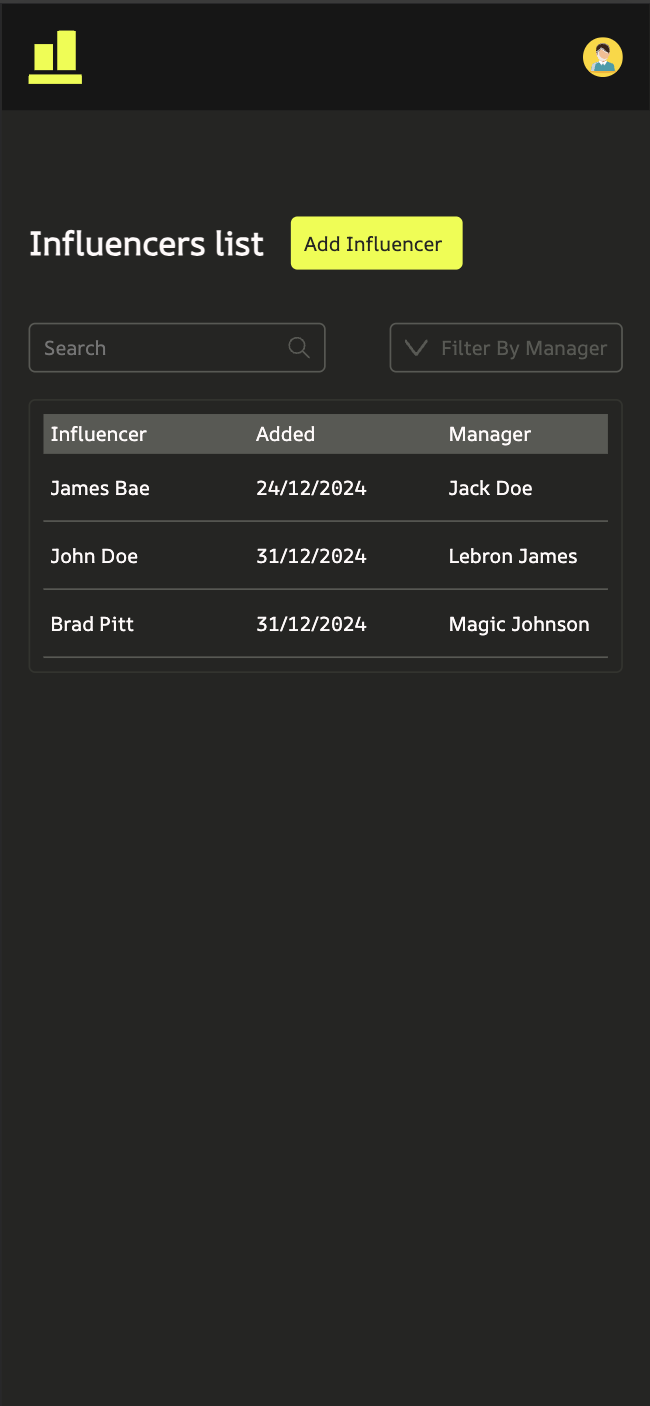 Influencers list
Add Influencer
Search
Filter By Manager
Influencer Added Manager
James Bae 24/12/2024 Jack Doe
John Doe 31/12/2024 Lebron James
Brad Pitt 31/12/2024 Magic Johnson